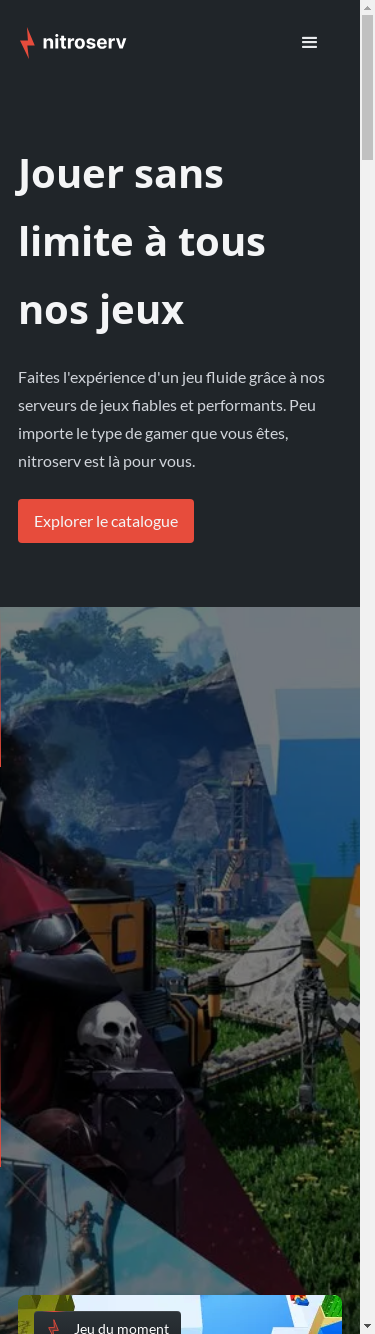 nitroserv
Jouer sans
limite à tous
nos jeux
Faites l'expérience d'un jeu fluide grâce à nos
serveurs de jeux fiables et performants. Peu
importe le type de gamer que vous êtes,
nitroserv est là pour vous.
Explorer le catalogue
Jeu du moment